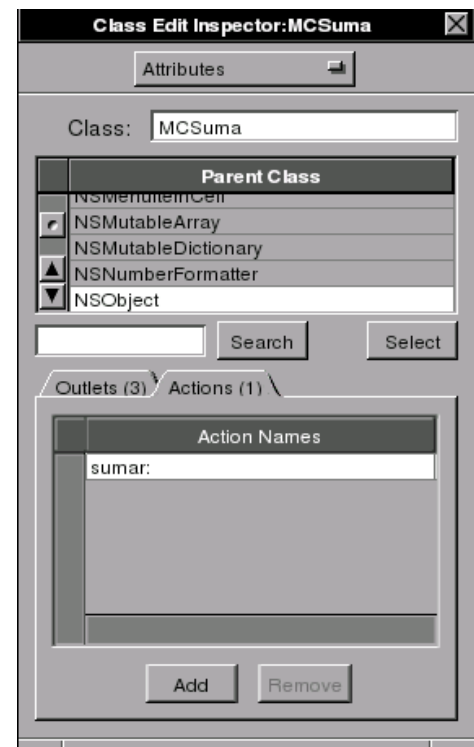 Class Edit Inspector:MCSuma
Attributes
Class: MCSuma
Parent Class
NSMenuItemCell
NSMutableArray
NSMutableDictionary
NSNumberFormatter
NSObject
Search Select
Outlets (3) Actions (1)
Action Names
sumar:
Add Remove